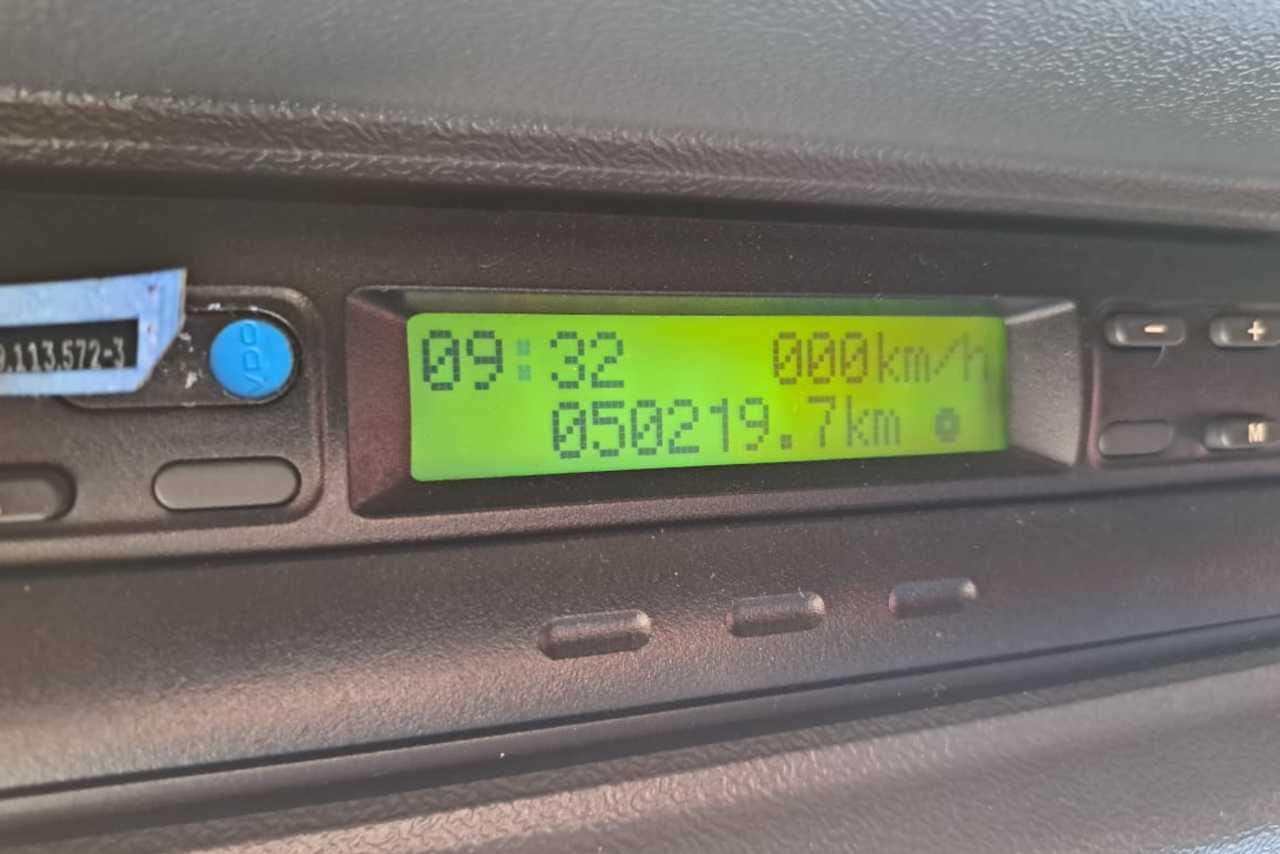 09:32 000km/h
050219.7km
9.113.572-3
VDO
-
+
M